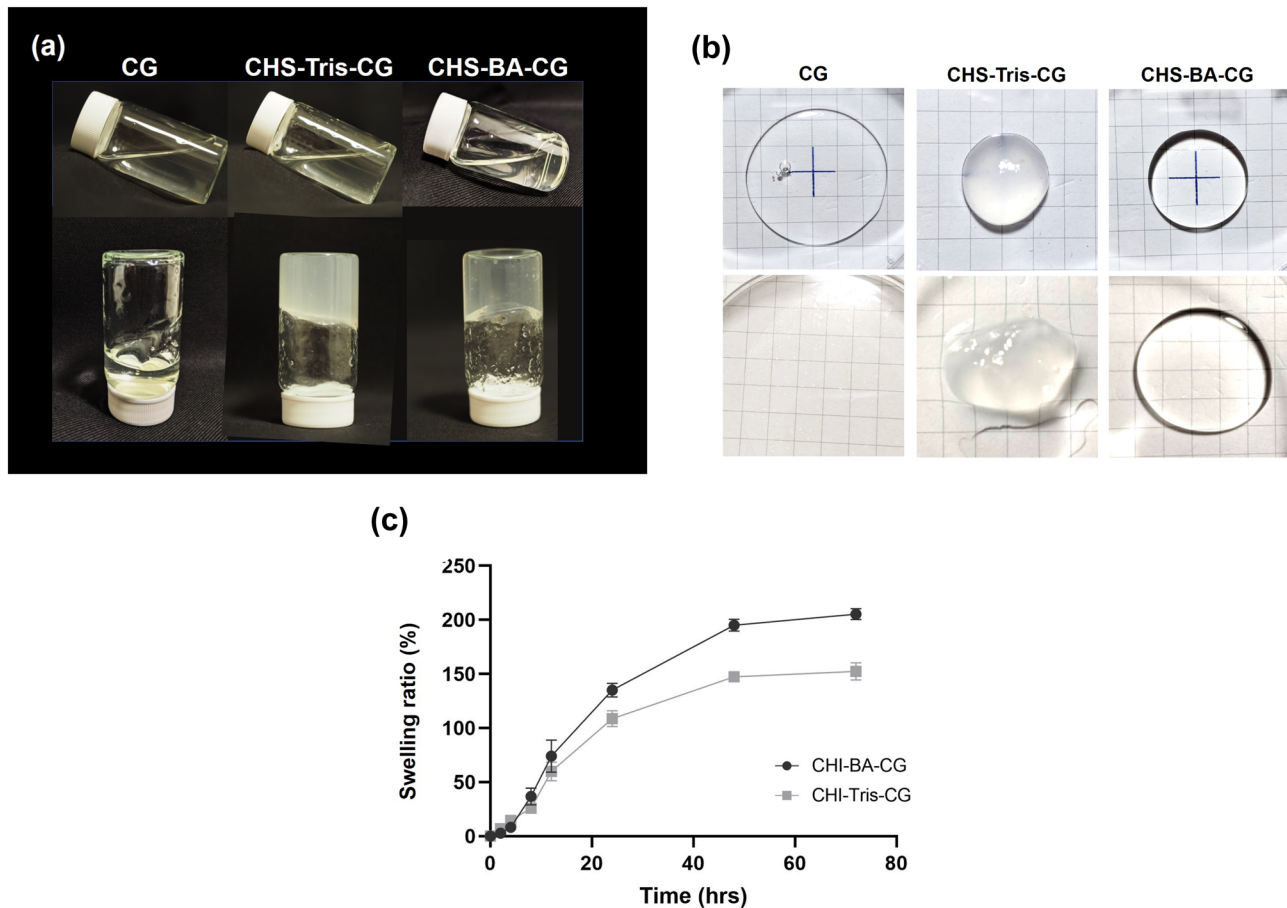 (a)
CG CHS-Tris-CG CHS-BA-CG
(b)
CG CHS-Tris-CG CHS-BA-CG
(c)
250
200
150
100
50
0
Swelling ratio (%)
CHI-BA-CG
CHI-Tris-CG
0 20 40 60 80
Time (hrs)